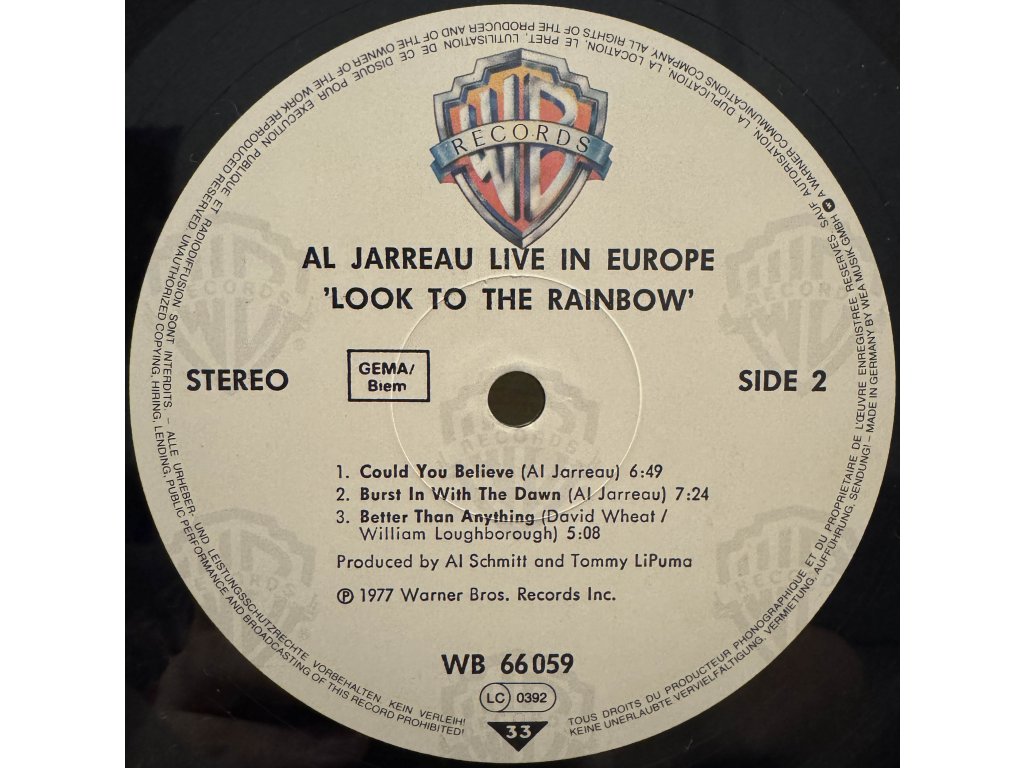 WB
RECORDS
AL JARREAU LIVE IN EUROPE
'LOOK TO THE RAINBOW'
STEREO
GEMA/
Biem
SIDE 2
1. Could You Believe (Al Jarreau) 6:49
2. Burst In With The Dawn (Al Jarreau) 7:24
3. Better Than Anything (David Wheat /
William Loughborough) 5:08
Produced by Al Schmitt and Tommy LiPuma
℗ 1977 Warner Bros. Records Inc.
WB 66 059
LC 0392
33
TOUS DROITS DU PRODUCTEUR PHONOGRAPHIQUE ET DU PROPRIETAIRE DE L'ŒUVRE ENREGISTREE RESERVES SAUF AUTORISATION, LA DUPLICATION, LA LOCATION, LE PRET, L'UTILISATION DE CE DISQUE POUR EXECUTION PUBLIQUE ET RADIODIFFUSION SONT INTERDITS – ALLE URHEBER- UND LEISTUNGSSCHUTZRECHTE VORBEHALTEN KEIN VERLEIH!
KEINE UNERLAUBTE VERVIELFÄLTIGUNG, VERMIETUNG, AUFFÜHRUNG, SENDUNG! – MADE IN GERMANY BY WEA MUSIK GMBH A WARNER COMMUNICATIONS COMPANY. ALL RIGHTS OF THE PRODUCER AND OF THE OWNER OF THE WORK REPRODUCED RESERVED. UNAUTHORIZED COPYING, HIRING, LENDING, PUBLIC PERFORMANCE AND BROADCASTING OF THIS RECORD PROHIBITED!